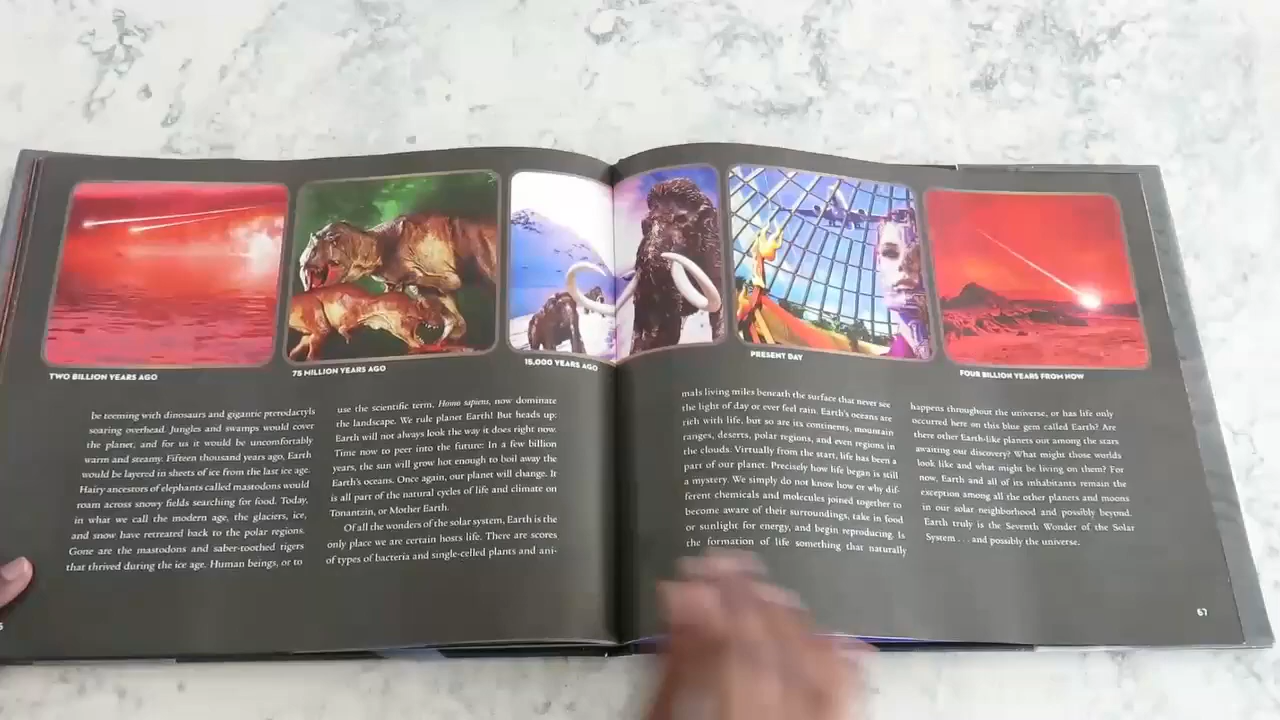 TWO BILLION YEARS AGO
75 MILLION YEARS AGO
15,000 YEARS AGO
PRESENT DAY
FOUR BILLION YEARS FROM NOW
be teeming with dinosaurs and gigantic pterodactyls
soaring overhead. Jungles and swamps would cover
the planet, and for us it would be uncomfortably
warm and steamy. Fifteen thousand years ago, Earth
would be layered in sheets of ice from the last ice age.
Hairy ancestors of elephants called mastodons would
roam across snowy fields searching for food. Today,
in what we call the modern age, the glaciers, ice,
and snow have retreated back to the polar regions.
Gone are the mastodons and saber-toothed tigers
that thrived during the ice age. Human beings, or to
use the scientific term, Homo sapiens, now dominate
the landscape. We rule planet Earth! But heads up:
Earth will not always look the way it does right now.
Time now to peer into the future: In a few billion
years, the sun will grow hot enough to boil away the
Earth's oceans. Once again, our planet will change. It
is all part of the natural cycles of life and climate on
Tonantzin, or Mother Earth.
Of all the wonders of the solar system, Earth is the
only place we are certain hosts life. There are scores
of types of bacteria and single-celled plants and ani-
mals living miles beneath the surface that never see
the light of day or ever feel rain. Earth's oceans are
rich with life, but so are its continents, mountain
ranges, deserts, polar regions, and even regions in
the clouds. Virtually from the start, life has been a
part of our planet. Precisely how life began is still
a mystery. We simply do not know how or why dif-
ferent chemicals and molecules joined together to
become aware of their surroundings, take in food
or sunlight for energy, and begin reproducing. Is
the formation of life something that naturally
happens throughout the universe, or has life only
occurred here on this blue gem called Earth? Are
there other Earth-like planets out among the stars
awaiting our discovery? What might those worlds
look like and what might be living on them? For
now, Earth and all of its inhabitants remain the
exception among all the other planets and moons
in our solar neighborhood and possibly beyond.
Earth truly is the Seventh Wonder of the Solar
System . . . and possibly the universe.
67